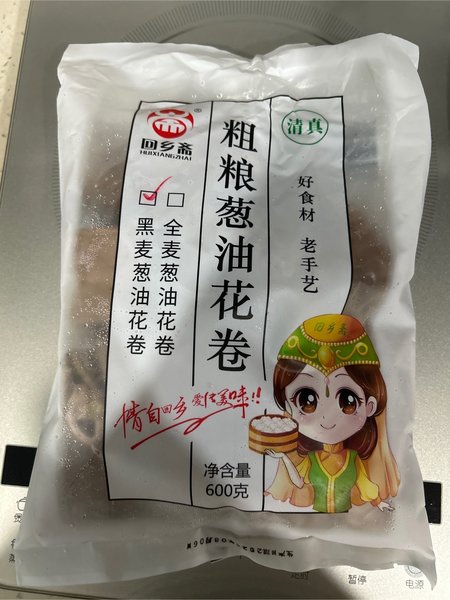 回乡斋
HUIXIANGZHAI
®
清真
粗粮葱油花卷
好食材 老手艺
全麦葱油花卷
黑麦葱油花卷
情自回乡 爱住美味!!
净含量
600克
回乡斋
暂停
电源